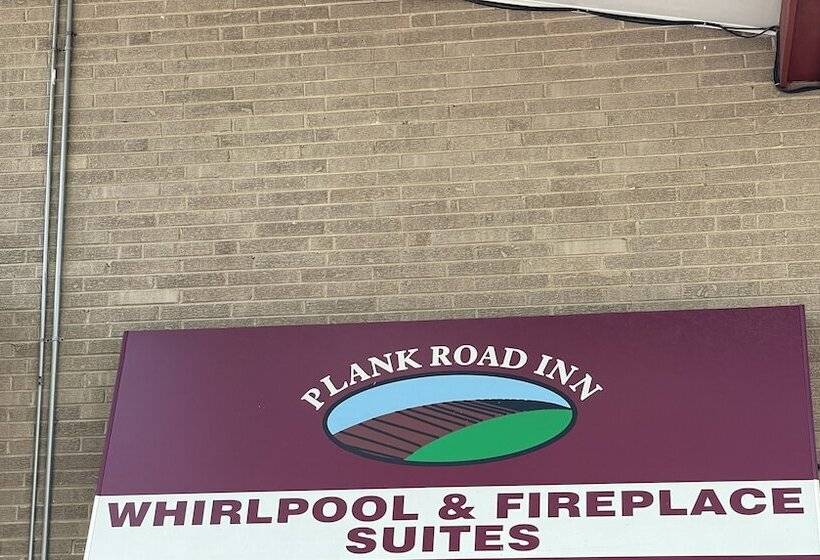 PLANK ROAD INN
WHIRLPOOL & FIREPLACE
SUITES